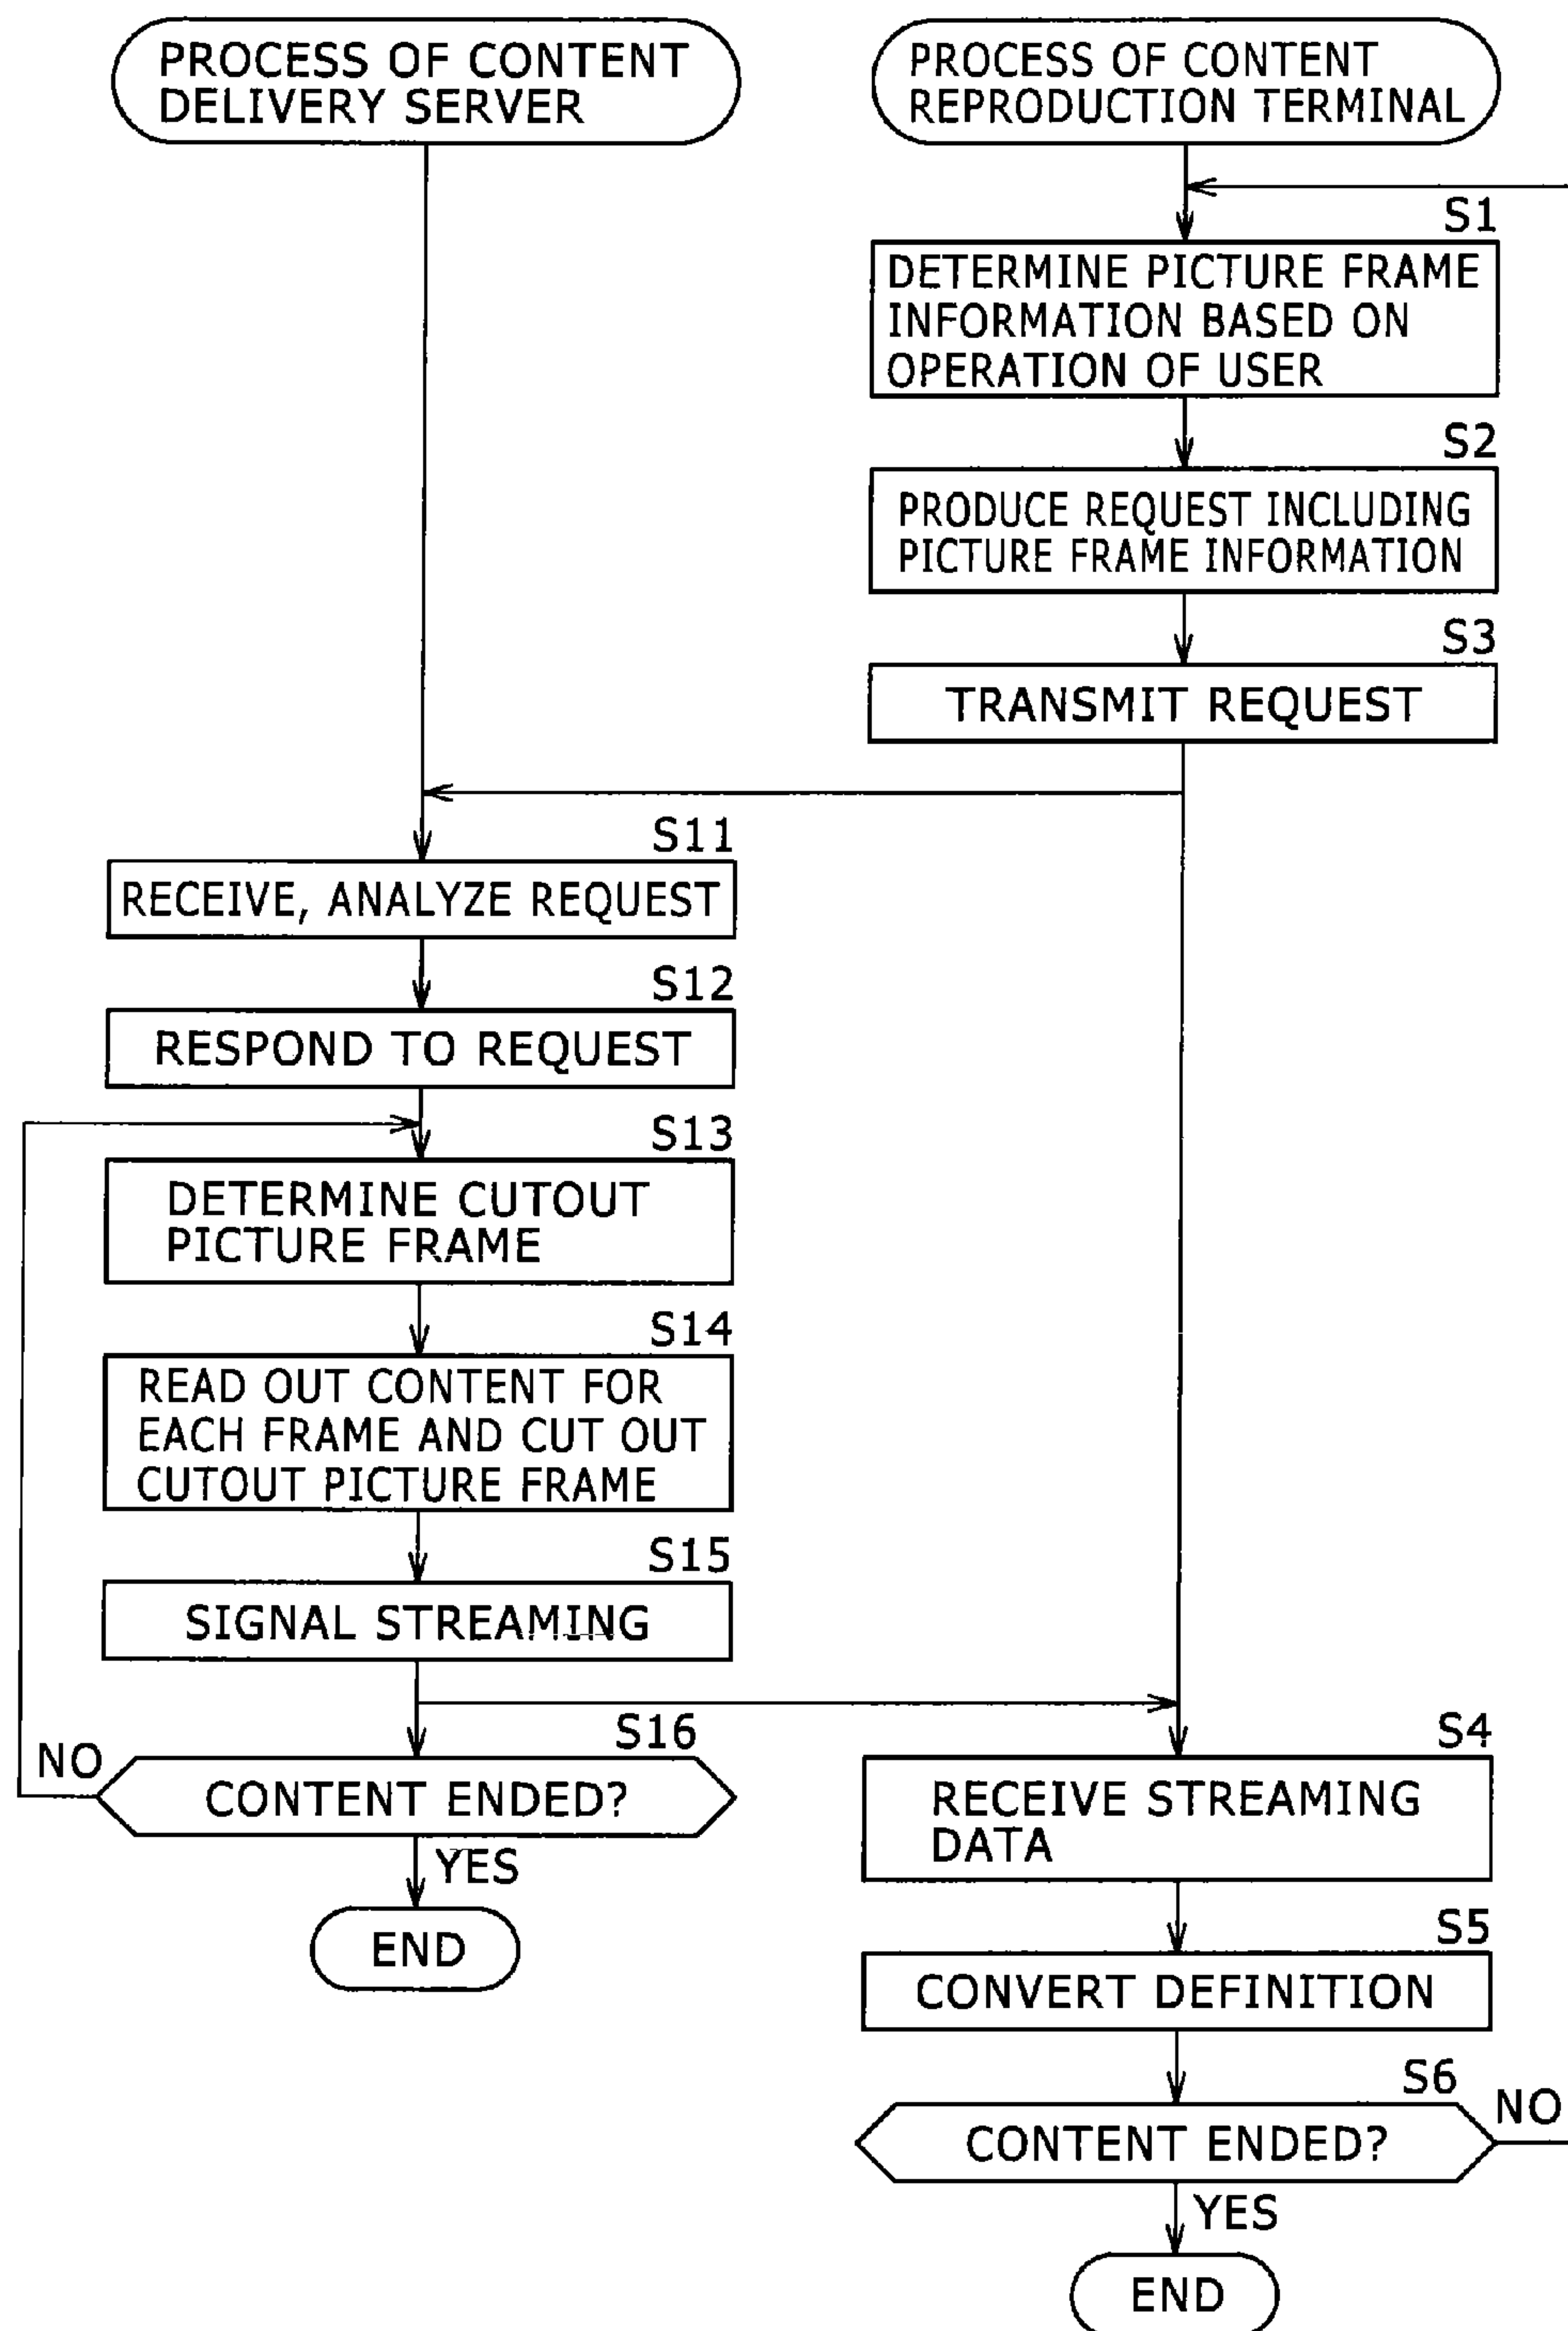 PROCESS OF CONTENT
DELIVERY SERVER
PROCESS OF CONTENT
REPRODUCTION TERMINAL
S1
DETERMINE PICTURE FRAME
INFORMATION BASED ON
OPERATION OF USER
S2
PRODUCE REQUEST INCLUDING
PICTURE FRAME INFORMATION
S3
TRANSMIT REQUEST
S11
RECEIVE, ANALYZE REQUEST
S12
RESPOND TO REQUEST
S13
DETERMINE CUTOUT
PICTURE FRAME
S14
READ OUT CONTENT FOR
EACH FRAME AND CUT OUT
CUTOUT PICTURE FRAME
S15
SIGNAL STREAMING
S16
NO
CONTENT ENDED?
YES
END
S4
RECEIVE STREAMING
DATA
S5
CONVERT DEFINITION
S6
NO
CONTENT ENDED?
YES
END